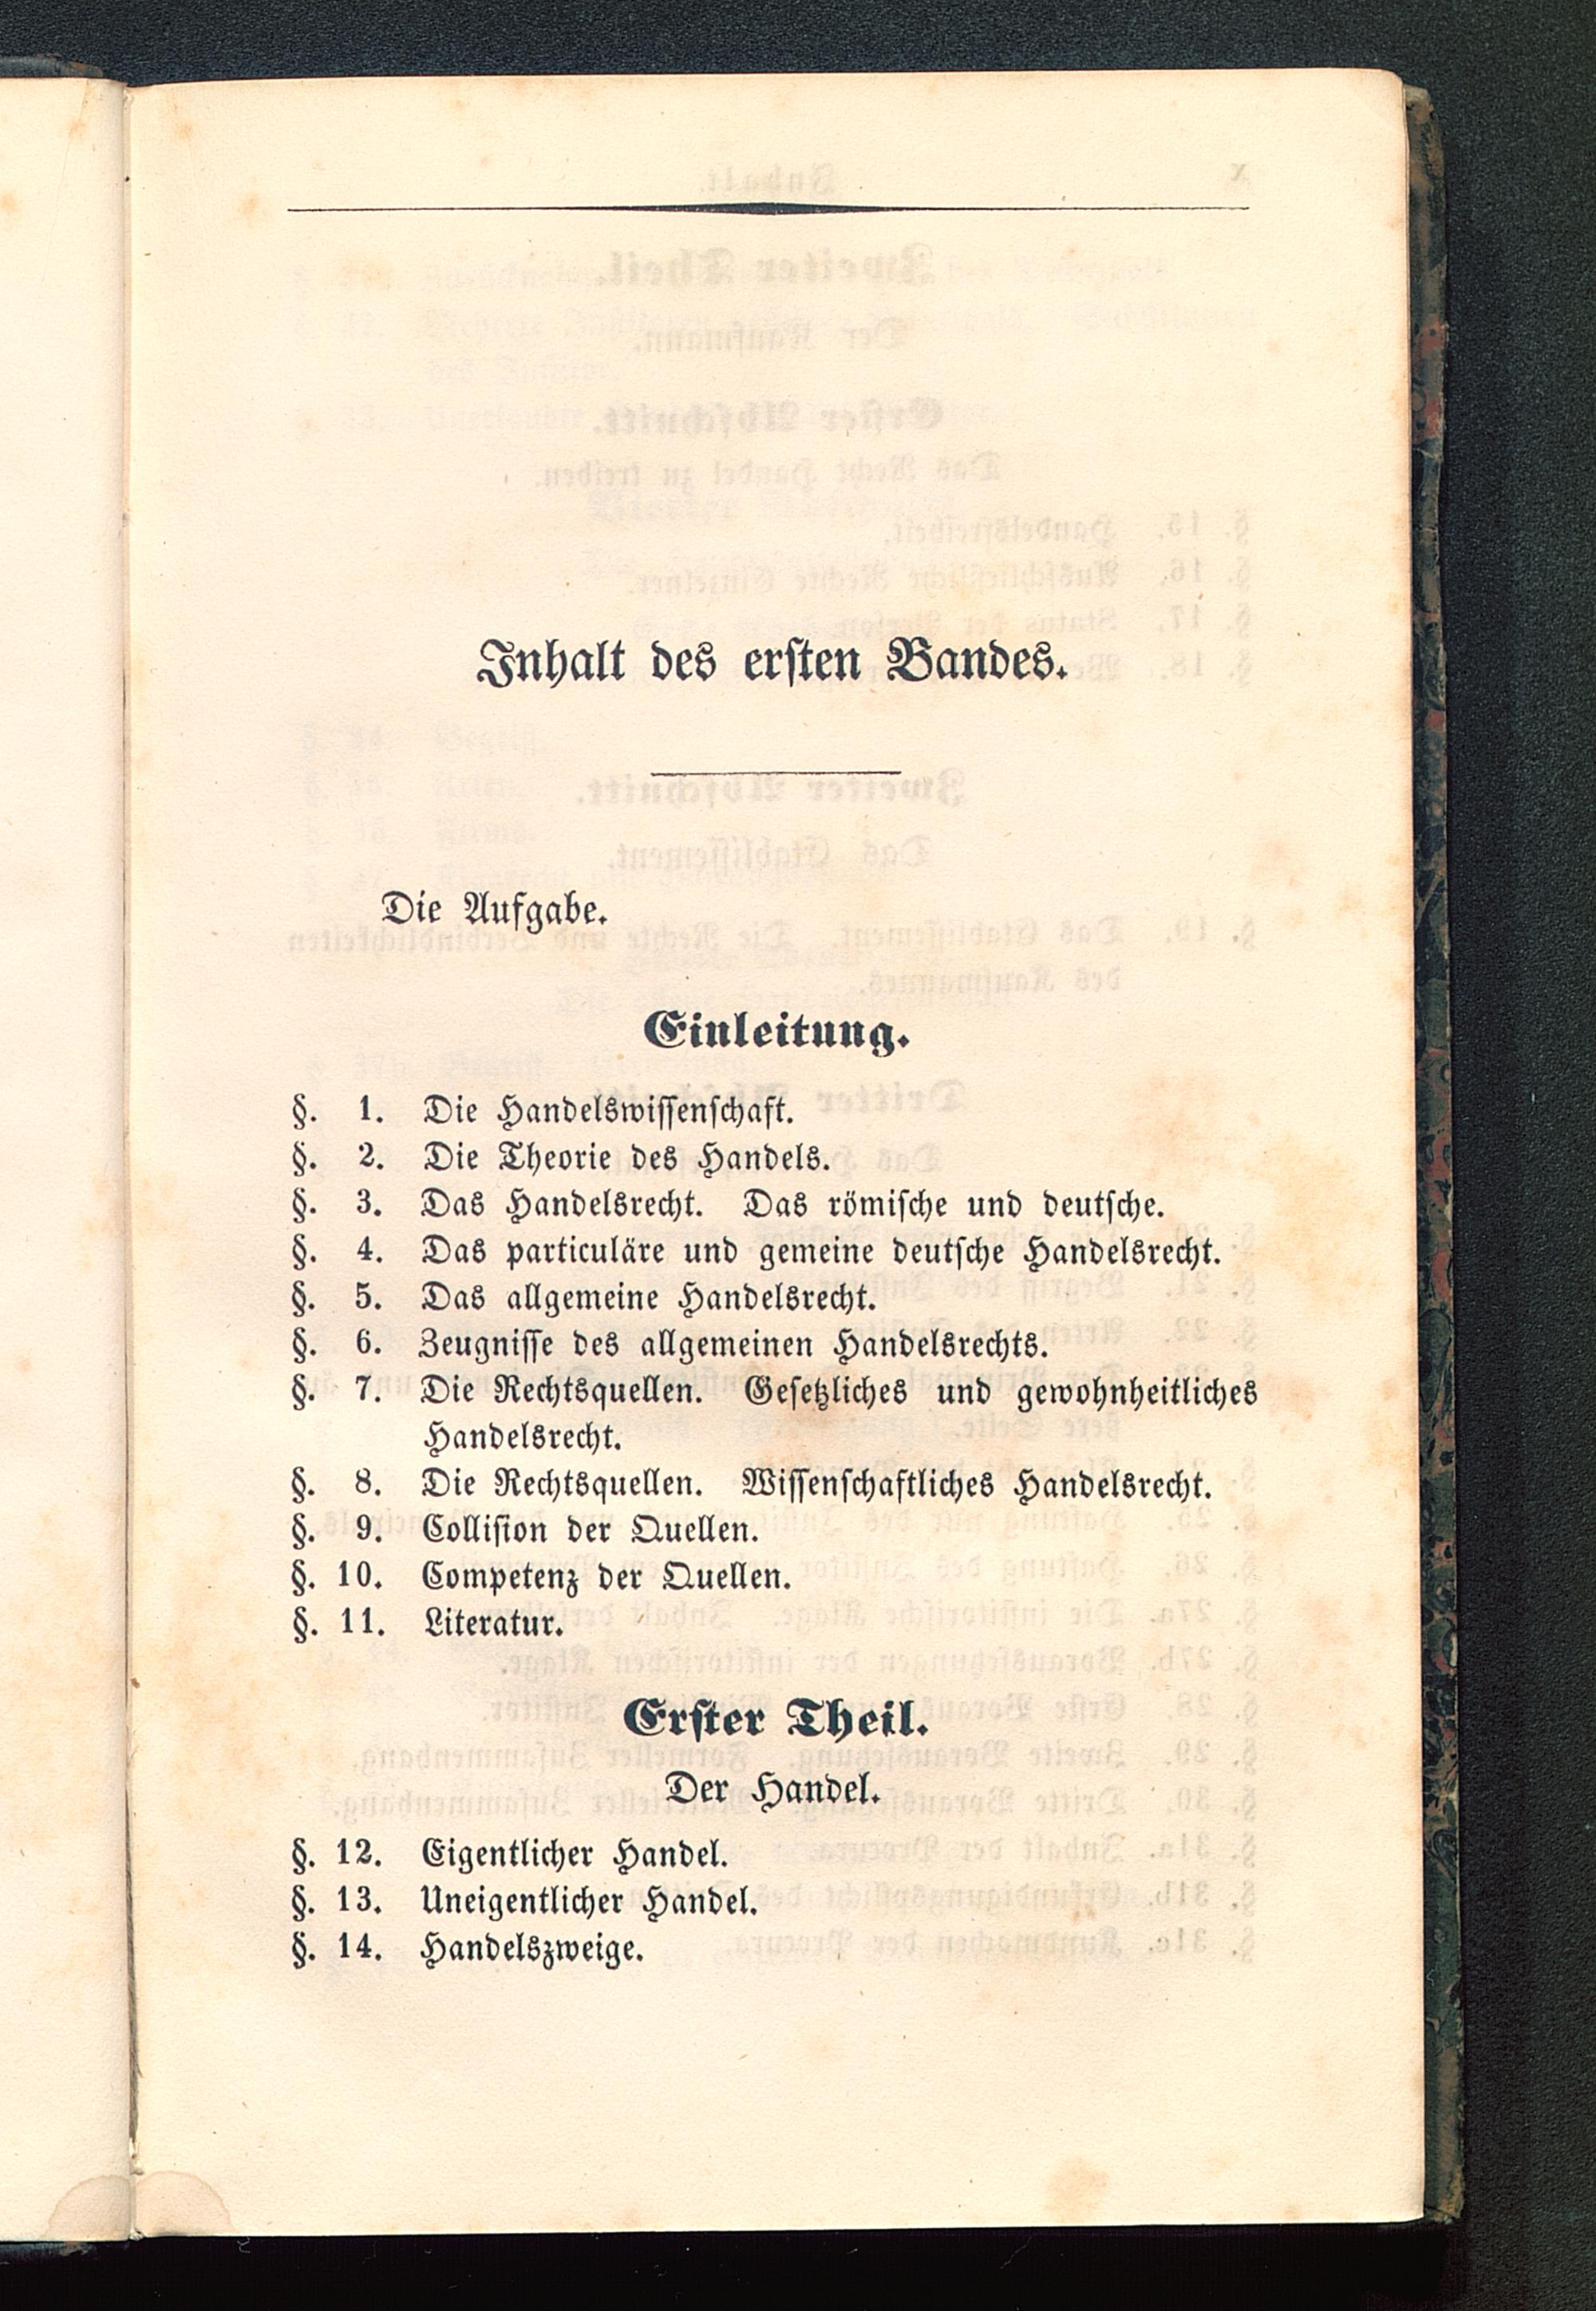 Inhalt des ersten Bandes.
Die Aufgabe.
Einleitung.
§. 1. Die Handelswissenschaft.
§. 2. Die Theorie des Handels.
§. 3. Das Handelsrecht. Das römische und deutsche.
§. 4. Das particuläre und gemeine deutsche Handelsrecht.
§. 5. Das allgemeine Handelsrecht.
§. 6. Zeugnisse des allgemeinen Handelsrechts.
§. 7. Die Rechtsquellen. Gesetzliches und gewohnheitliches
Handelsrecht.
§. 8. Die Rechtsquellen. Wissenschaftliches Handelsrecht.
§. 9. Collision der Quellen.
§. 10. Competenz der Quellen.
§. 11. Literatur.
Erster Theil.
Der Handel.
§. 12. Eigentlicher Handel.
§. 13. Uneigentlicher Handel.
§. 14. Handelszweige.